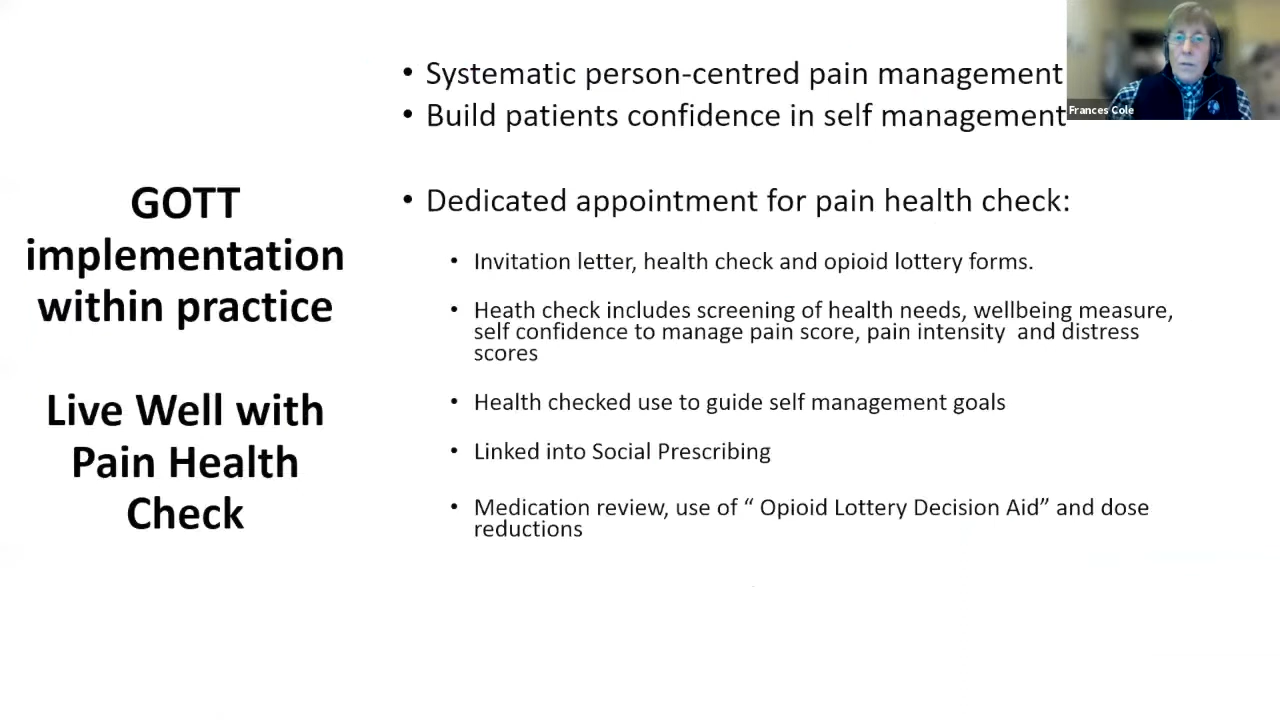 GOTT
implementation
within practice
Live Well with
Pain Health
Check
• Systematic person-centred pain management
• Build patients confidence in self management
• Dedicated appointment for pain health check:
• Invitation letter, health check and opioid lottery forms.
• Heath check includes screening of health needs, wellbeing measure,
self confidence to manage pain score, pain intensity  and distress
scores
• Health checked use to guide self management goals
• Linked into Social Prescribing
• Medication review, use of “ Opioid Lottery Decision Aid” and dose
reductions
Frances Cole